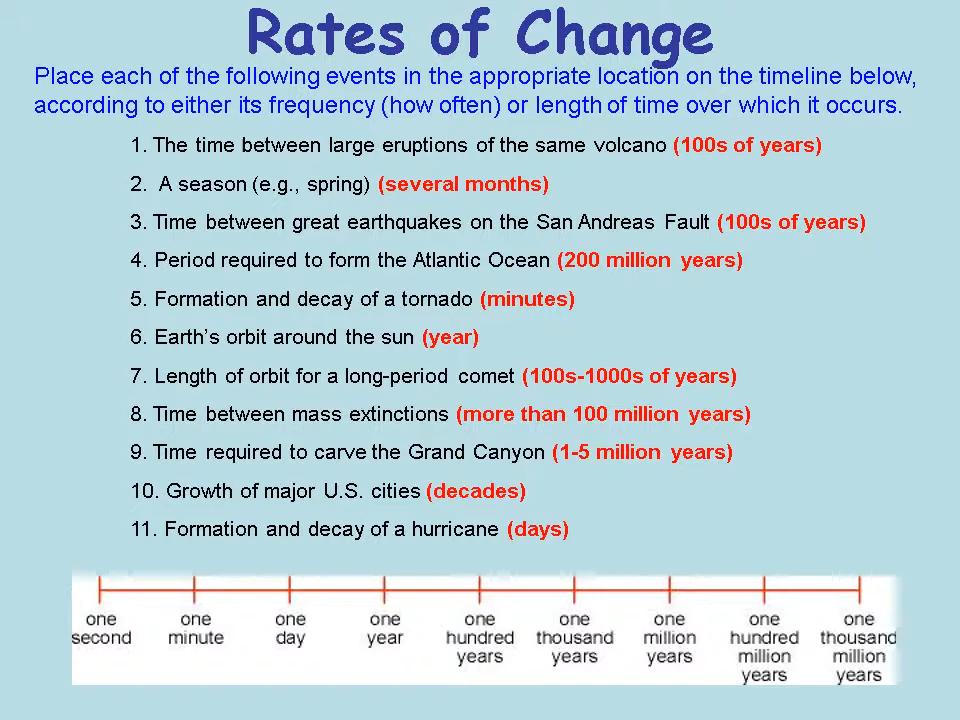 Rates of Change
Place each of the following events in the appropriate location on the timeline below,
according to either its frequency (how often) or length of time over which it occurs.
1. The time between large eruptions of the same volcano (100s of years)
2. A season (e.g., spring) (several months)
3. Time between great earthquakes on the San Andreas Fault (100s of years)
4. Period required to form the Atlantic Ocean (200 million years)
5. Formation and decay of a tornado (minutes)
6. Earth's orbit around the sun (year)
7. Length of orbit for a long-period comet (100s-1000s of years)
8. Time between mass extinctions (more than 100 million years)
9. Time required to carve the Grand Canyon (1-5 million years)
10. Growth of major U.S. cities (decades)
11. Formation and decay of a hurricane (days)
one one one one one one one one one
second minute day year hundred thousand million hundred thousand
years years years million million
years years